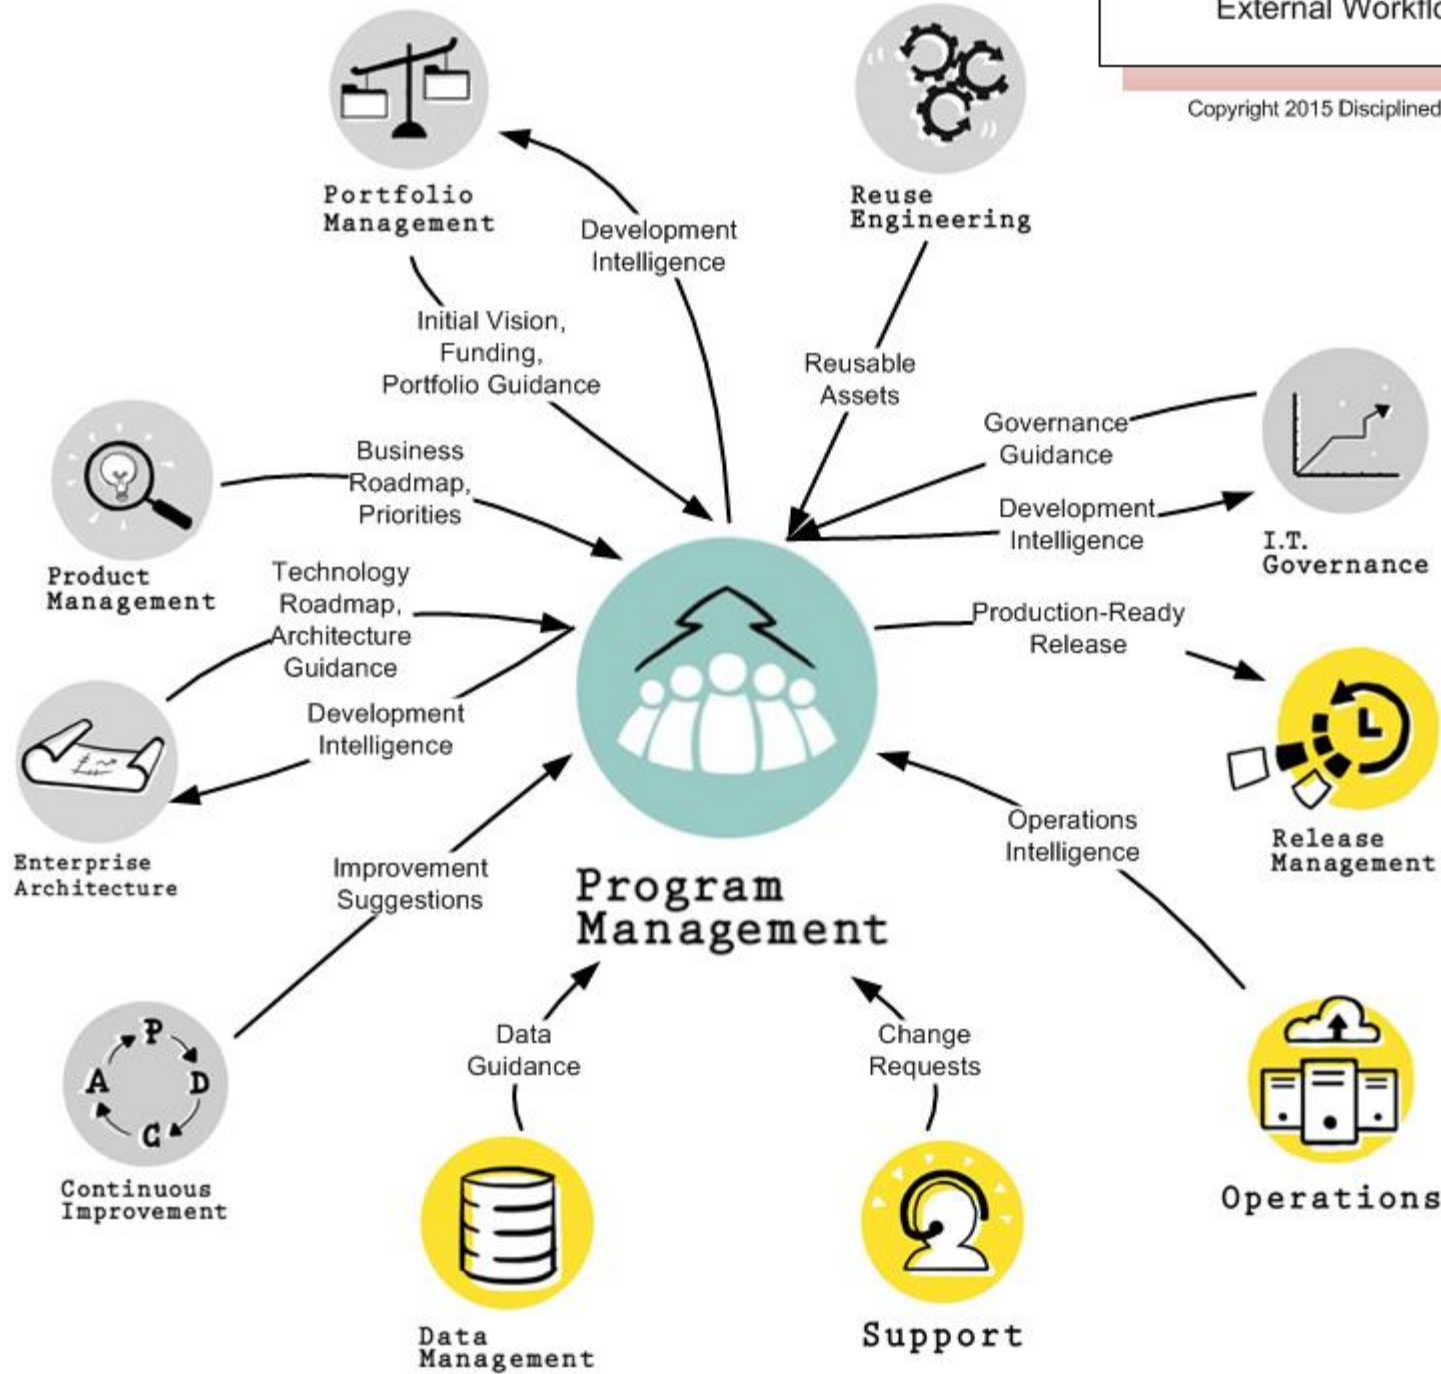 External Workflo
Copyright 2015 Disciplined
Portfolio
Management
Reuse
Engineering
Development
Intelligence
Initial Vision,
Funding,
Portfolio Guidance
Reusable
Assets
Governance
Guidance
Development
Intelligence
I.T.
Governance
Business
Roadmap,
Priorities
Product
Management
Technology
Roadmap,
Architecture
Guidance
Development
Intelligence
Production-Ready
Release
Release
Management
Enterprise
Architecture
Improvement
Suggestions
Program
Management
Operations
Intelligence
P
A D
C
Continuous
Improvement
Data
Guidance
Change
Requests
Operations
Data
Management
Support